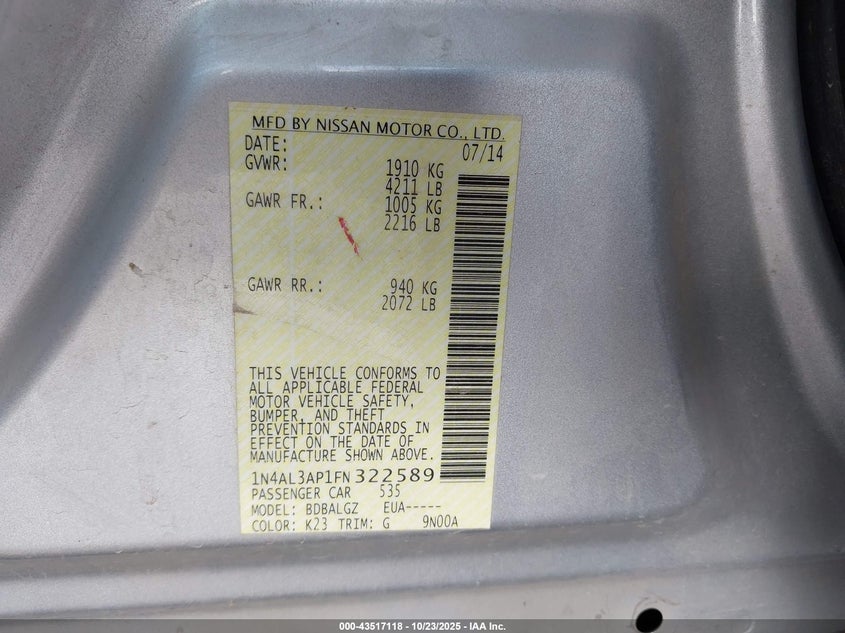 MFD BY NISSAN MOTOR CO., LTD.
DATE: 07/14
GVWR: 1910 KG
4211 LB
GAWR FR.: 1005 KG
2216 LB
GAWR RR.: 940 KG
2072 LB
THIS VEHICLE CONFORMS TO
ALL APPLICABLE FEDERAL
MOTOR VEHICLE SAFETY,
BUMPER, AND THEFT
PREVENTION STANDARDS IN
EFFECT ON THE DATE OF
MANUFACTURE SHOWN ABOVE.
1N4AL3AP1FN322589
PASSENGER CAR 535
MODEL: BDBALGZ EUA-----
COLOR: K23 TRIM: G 9N00A
000-43517118 - 10/23/2025 - IAA Inc.